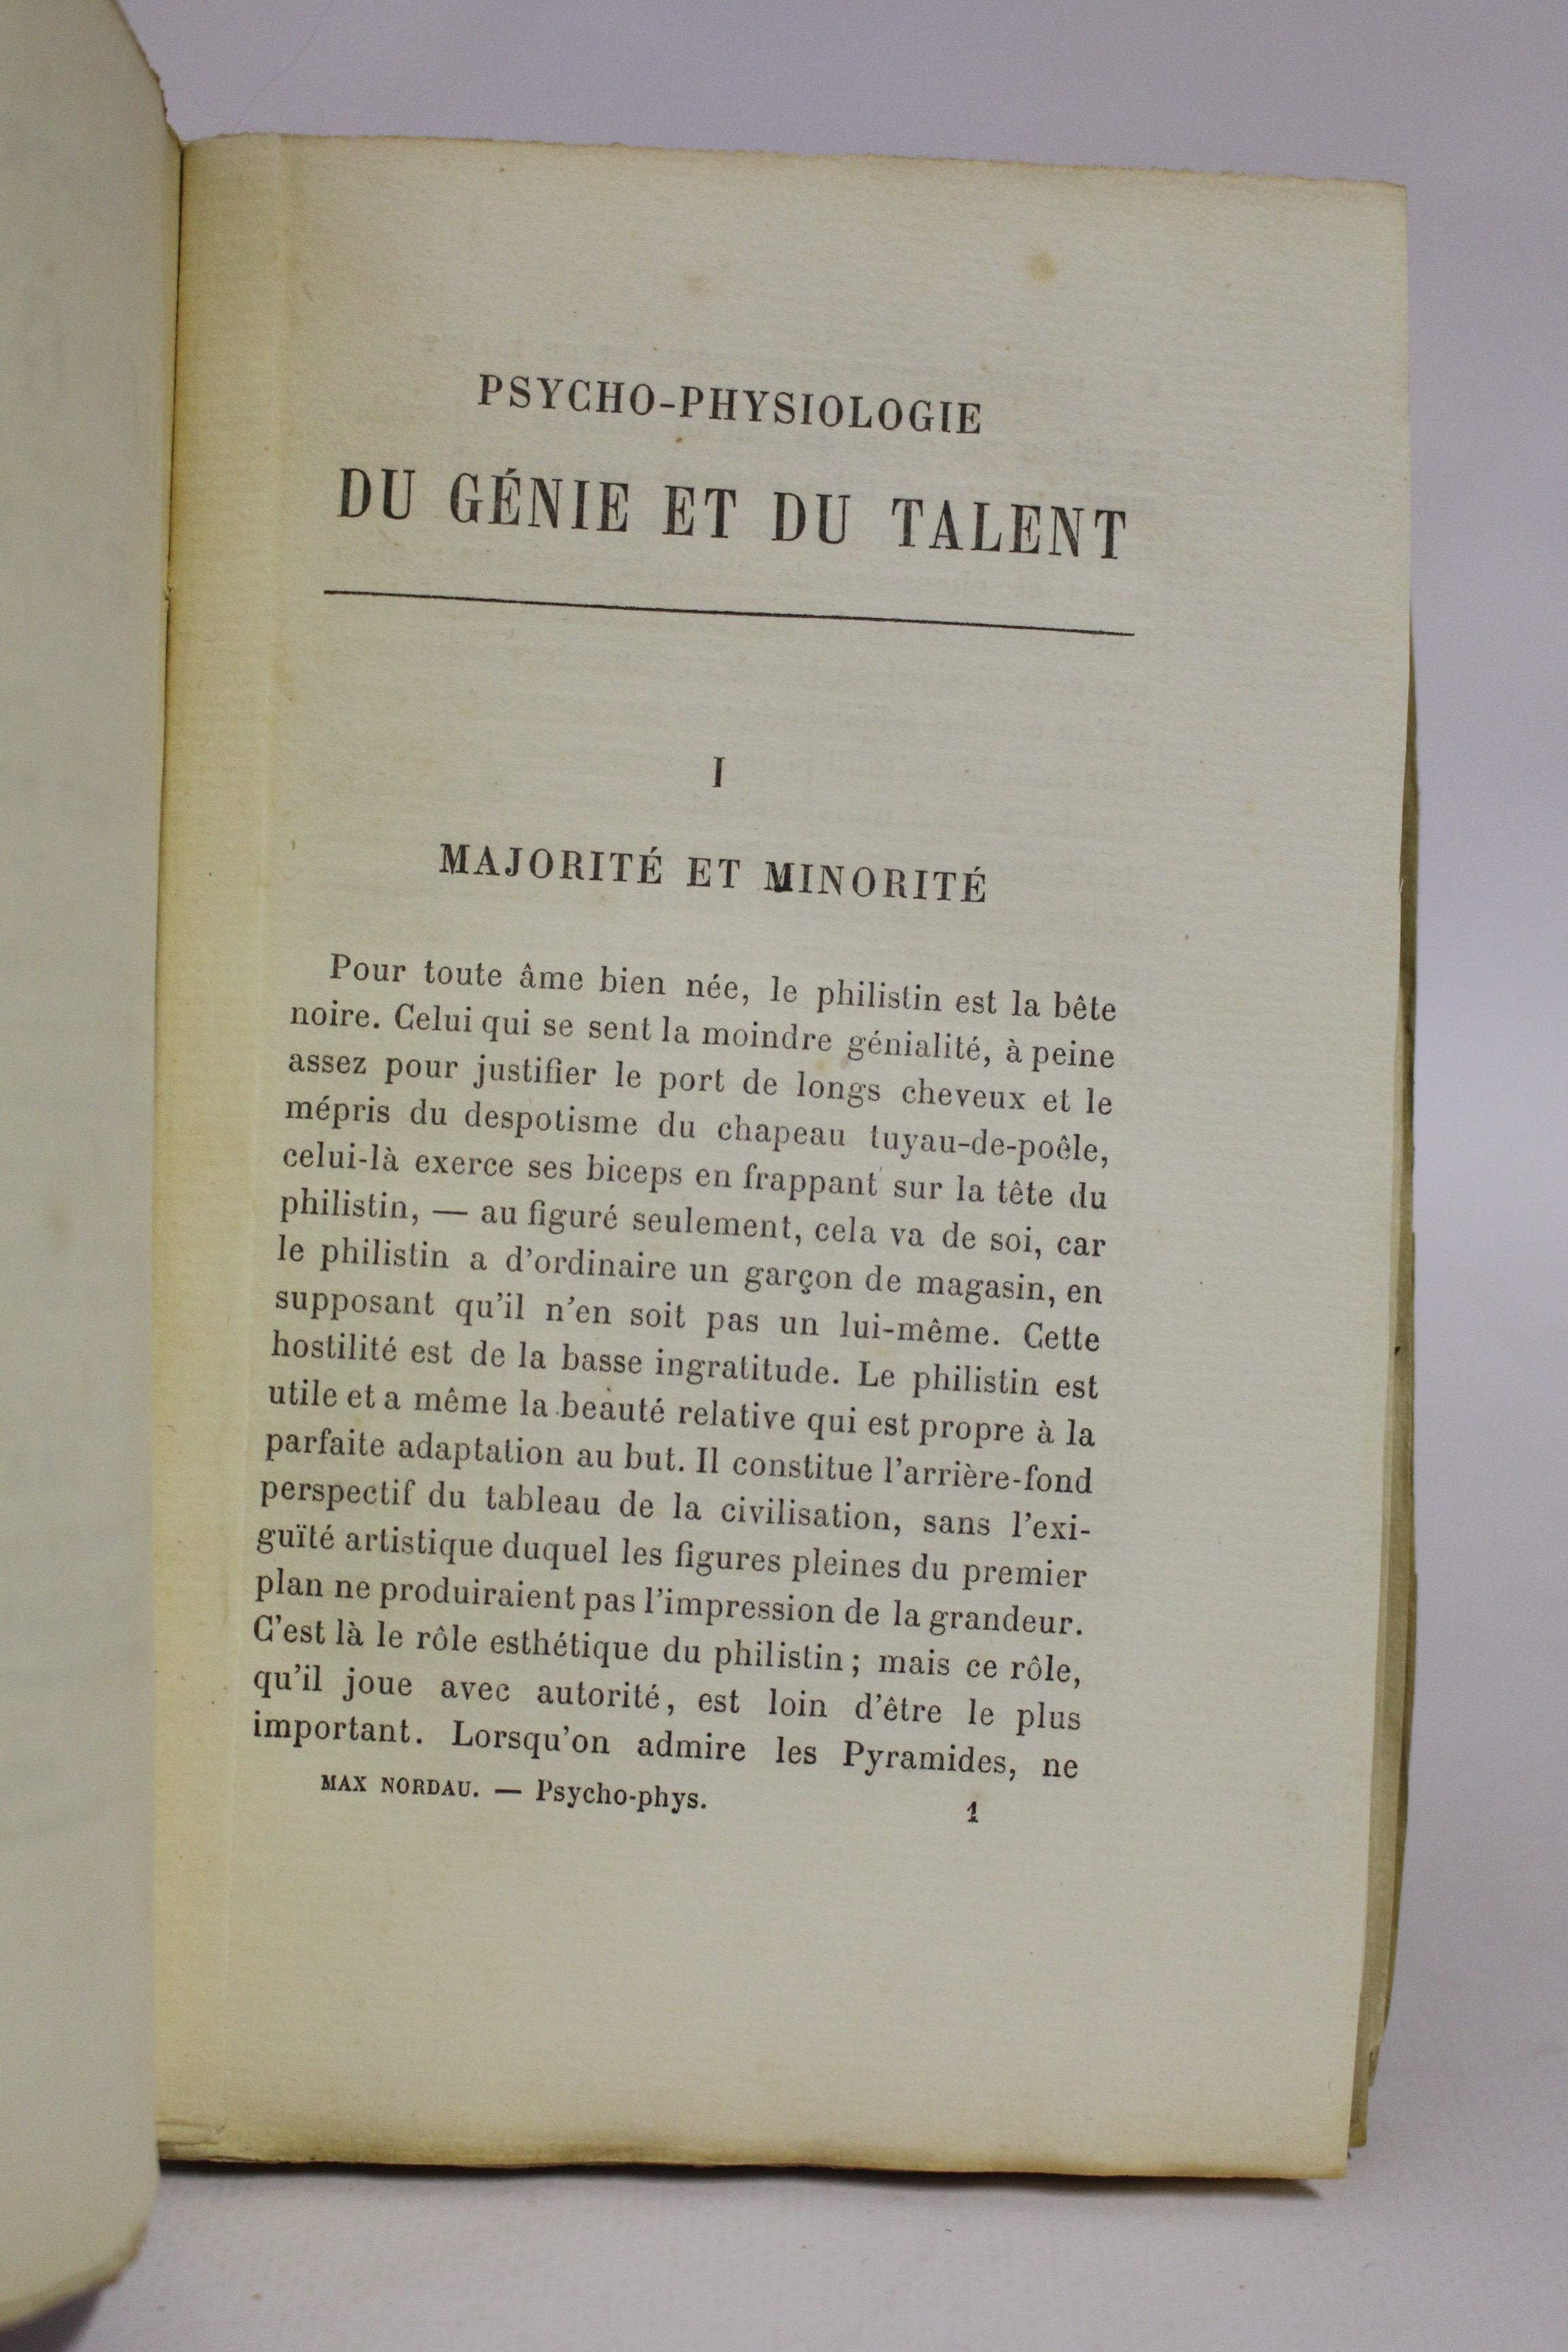 PSYCHO-PHYSIOLOGIE
DU GÉNIE ET DU TALENT
I
MAJORITÉ ET MINORITÉ
Pour toute âme bien née, le philistin est la bête
noire. Celui qui se sent la moindre génialité, à peine
assez pour justifier le port de longs cheveux et le
mépris du despotisme du chapeau tuyau-de-poêle,
celui-là exerce ses biceps en frappant sur la tête du
philistin, — au figuré seulement, cela va de soi, car
le philistin a d'ordinaire un garçon de magasin, en
supposant qu'il n'en soit pas un lui-même. Cette
hostilité est de la basse ingratitude. Le philistin est
utile et a même la beauté relative qui est propre à la
parfaite adaptation au but. Il constitue l'arrière-fond
perspectif du tableau de la civilisation, sans l'exi-
guïté artistique duquel les figures pleines du premier
plan ne produiraient pas l'impression de la grandeur.
C'est là le rôle esthétique du philistin ; mais ce rôle,
qu'il joue avec autorité, est loin d'être le plus
important. Lorsqu'on admire les Pyramides, ne
MAX NORDAU. — Psycho-phys. 1